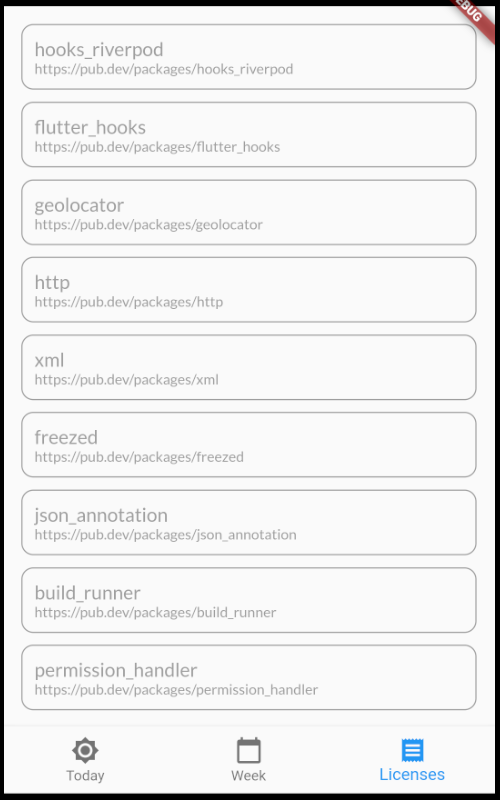 EBUG
hooks_riverpod
https://pub.dev/packages/hooks_riverpod
flutter_hooks
https://pub.dev/packages/flutter_hooks
geolocator
https://pub.dev/packages/geolocator
http
https://pub.dev/packages/http
xml
https://pub.dev/packages/xml
freezed
https://pub.dev/packages/freezed
json_annotation
https://pub.dev/packages/json_annotation
build_runner
https://pub.dev/packages/build_runner
permission_handler
https://pub.dev/packages/permission_handler
Today Week Licenses